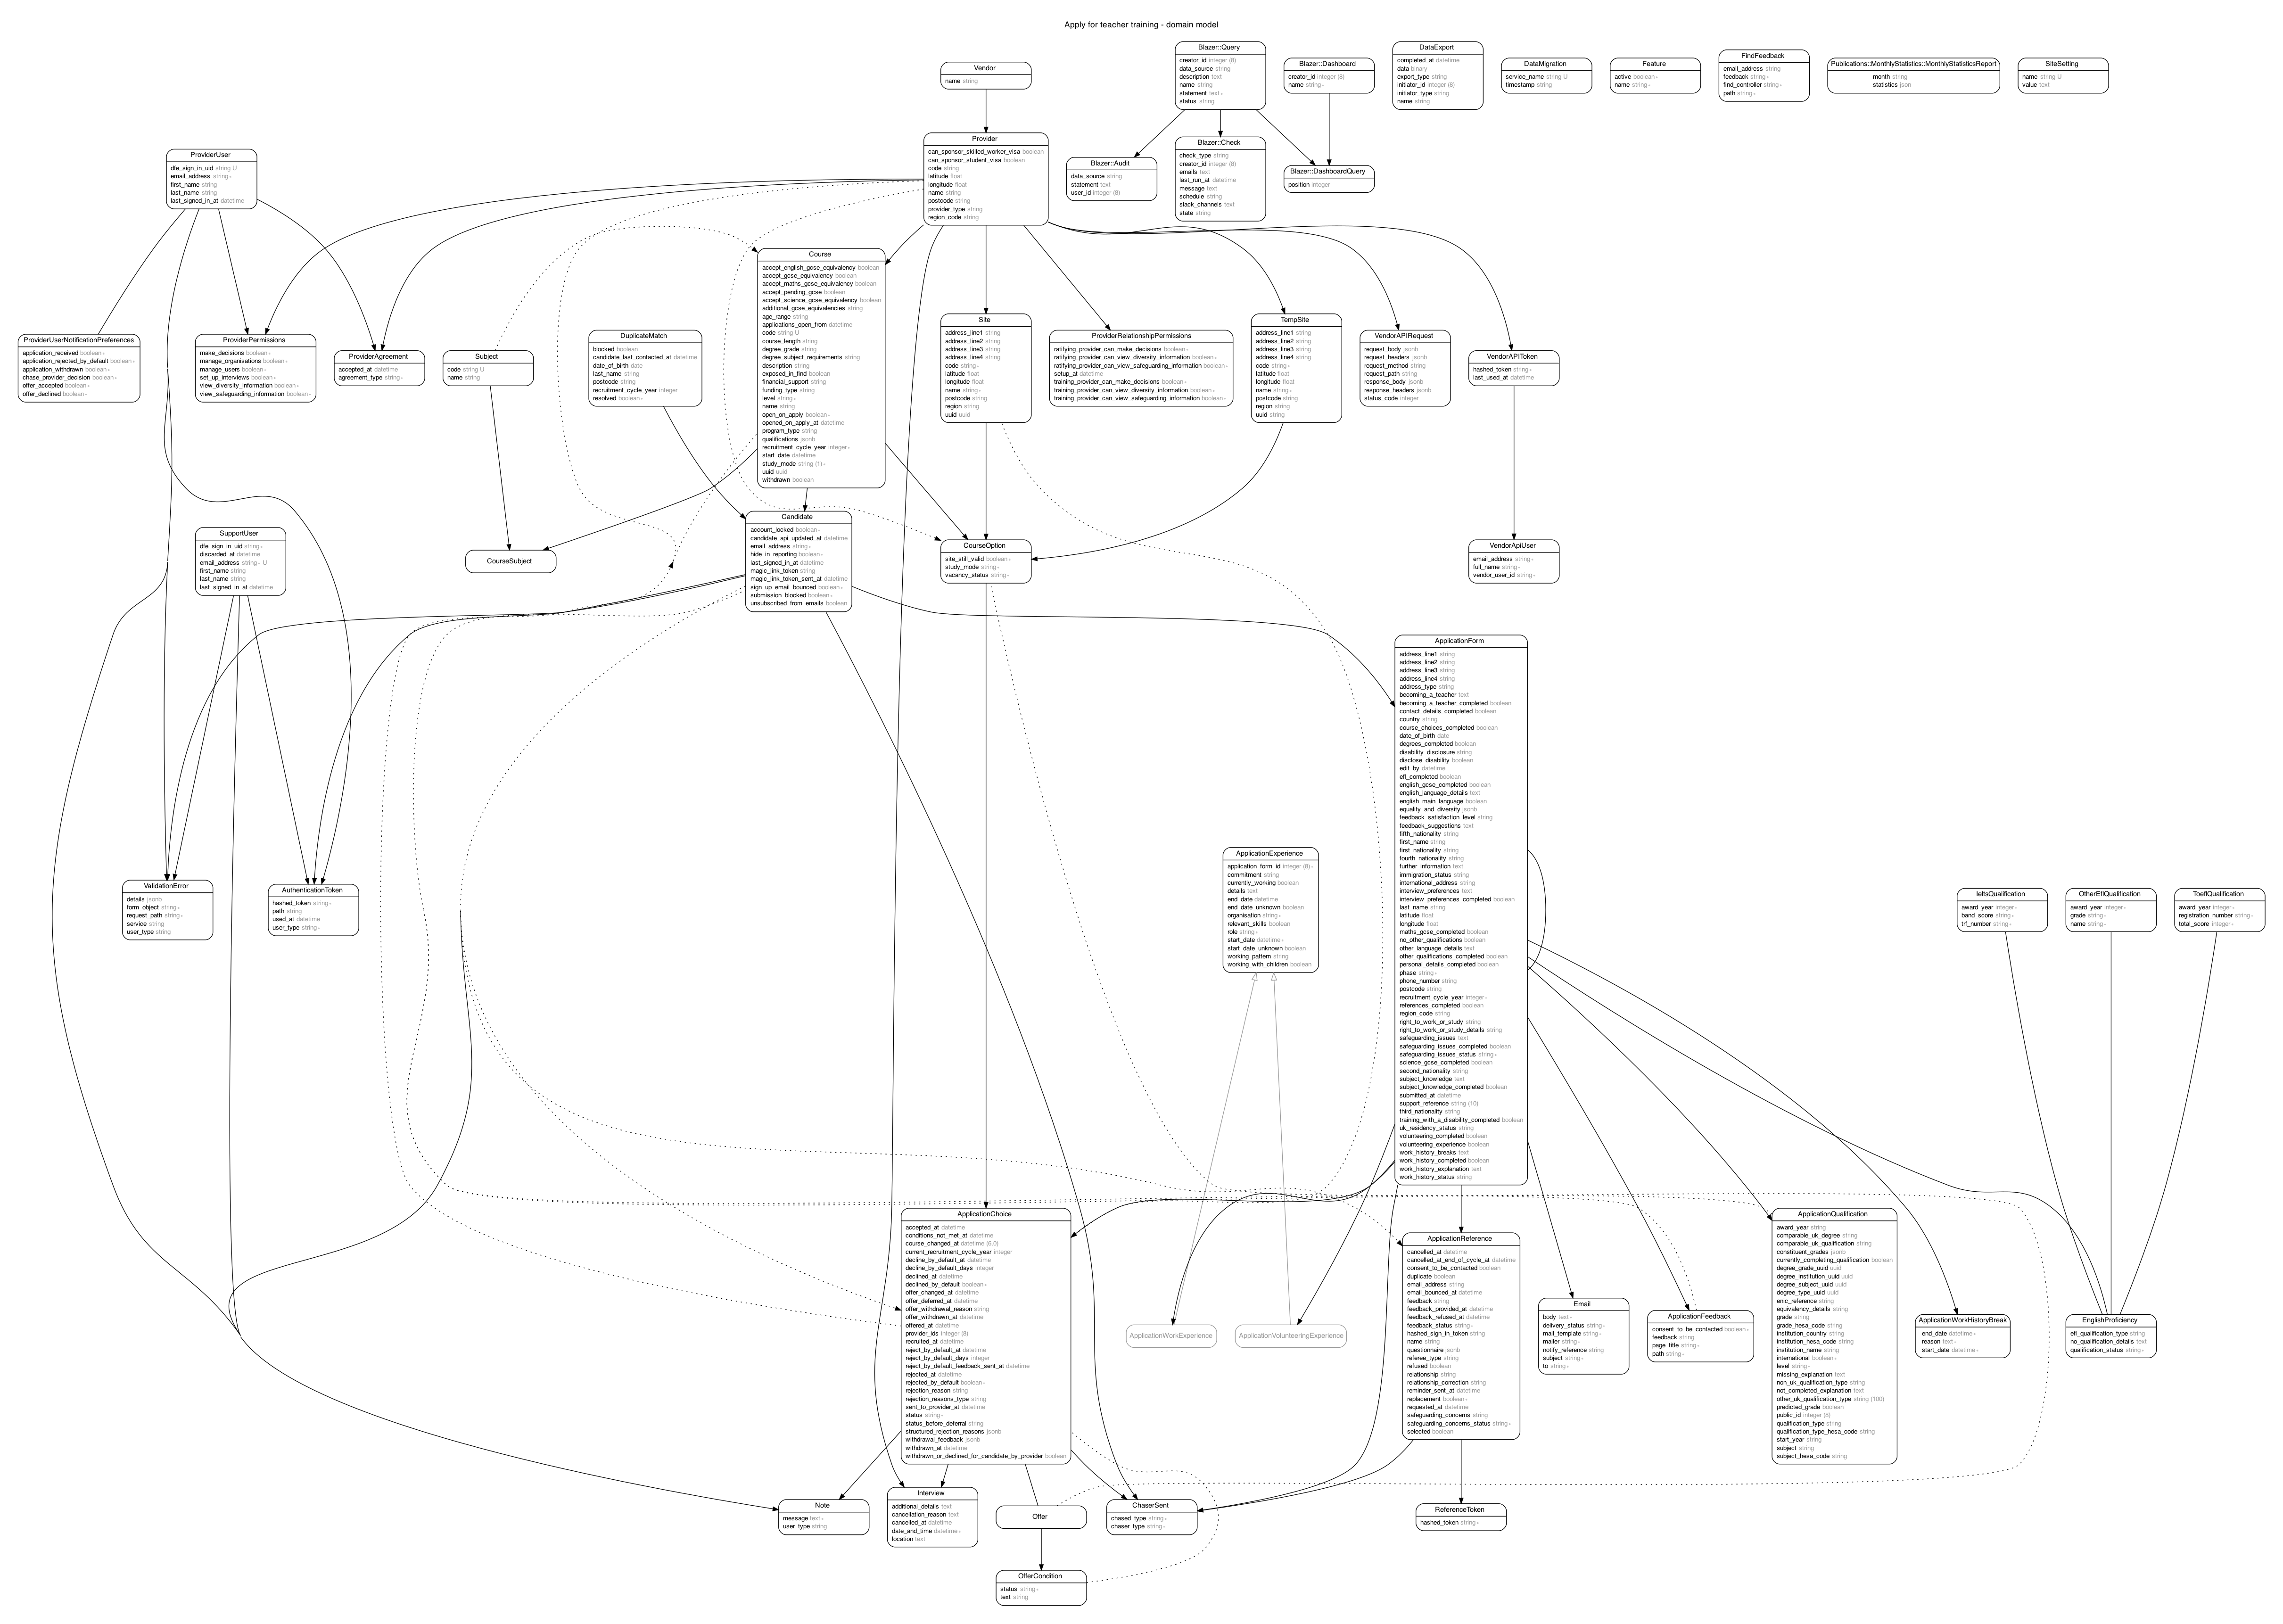 Apply for teacher training - domain model
Blazer::Query
creator_id integer (8)
data_source string
description text
name string
statement text ∗
status string
Blazer::Dashboard
creator_id integer (8)
name string ∗
DataExport
completed_at datetime
data binary
export_type string
initiator_id integer (8)
initiator_type string
name string
DataMigration
service_name string U
timestamp string
Feature
active boolean ∗
name string ∗
FindFeedback
email_address string
feedback string ∗
find_controller string ∗
path string ∗
Publications::MonthlyStatistics::MonthlyStatisticsReport
month string
statistics json
SiteSetting
name string U
value text
Vendor
name string
Provider
can_sponsor_skilled_worker_visa boolean
can_sponsor_student_visa boolean
code string
latitude float
longitude float
name string
postcode string
provider_type string
region_code string
Blazer::Audit
data_source string
statement text
user_id integer (8)
Blazer::Check
check_type string
creator_id integer (8)
emails text
last_run_at datetime
message text
schedule string
slack_channels text
state string
Blazer::DashboardQuery
position integer
ProviderUser
dfe_sign_in_uid string U
email_address string ∗
first_name string
last_name string
last_signed_in_at datetime
ProviderUserNotificationPreferences
application_received boolean ∗
application_rejected_by_default boolean ∗
application_withdrawn boolean ∗
chase_provider_decision boolean ∗
offer_accepted boolean ∗
offer_declined boolean ∗
ProviderPermissions
make_decisions boolean ∗
manage_organisations boolean ∗
manage_users boolean ∗
set_up_interviews boolean ∗
view_diversity_information boolean ∗
view_safeguarding_information boolean ∗
ProviderAgreement
accepted_at datetime
agreement_type string ∗
Subject
code string U
name string
DuplicateMatch
blocked boolean
candidate_last_contacted_at datetime
date_of_birth date
last_name string
postcode string
recruitment_cycle_year integer
resolved boolean ∗
Course
accept_english_gcse_equivalency boolean
accept_gcse_equivalency boolean
accept_maths_gcse_equivalency boolean
accept_pending_gcse boolean
accept_science_gcse_equivalency boolean
additional_gcse_equivalencies string
age_range string
applications_open_from datetime
code string U
course_length string
degree_grade string
degree_subject_requirements string
description string
exposed_in_find boolean
financial_support string
funding_type string
level string ∗
name string
open_on_apply boolean ∗
opened_on_apply_at datetime
program_type string
qualifications jsonb
recruitment_cycle_year integer ∗
start_date datetime
study_mode string (1) ∗
uuid uuid
withdrawn boolean
Site
address_line1 string
address_line2 string
address_line3 string
address_line4 string
code string ∗
latitude float
longitude float
name string ∗
postcode string
region string
uuid uuid
ProviderRelationshipPermissions
ratifying_provider_can_make_decisions boolean ∗
ratifying_provider_can_view_diversity_information boolean ∗
ratifying_provider_can_view_safeguarding_information boolean ∗
setup_at datetime
training_provider_can_make_decisions boolean ∗
training_provider_can_view_diversity_information boolean ∗
training_provider_can_view_safeguarding_information boolean ∗
TempSite
address_line1 string
address_line2 string
address_line3 string
address_line4 string
code string ∗
latitude float
longitude float
name string ∗
postcode string
region string
uuid string
VendorAPIRequest
request_body jsonb
request_headers jsonb
request_method string
request_path string
response_body jsonb
response_headers jsonb
status_code integer
VendorAPIToken
hashed_token string ∗
last_used_at datetime
SupportUser
dfe_sign_in_uid string ∗
discarded_at datetime
email_address string ∗ U
first_name string
last_name string
last_signed_in_at datetime
CourseSubject
Candidate
account_locked boolean ∗
candidate_api_updated_at datetime
email_address string ∗
hide_in_reporting boolean ∗
last_signed_in_at datetime
magic_link_token string
magic_link_token_sent_at datetime
sign_up_email_bounced boolean ∗
submission_blocked boolean ∗
unsubscribed_from_emails boolean
CourseOption
site_still_valid boolean ∗
study_mode string ∗
vacancy_status string ∗
VendorApiUser
email_address string ∗
full_name string ∗
vendor_user_id string ∗
ApplicationForm
address_line1 string
address_line2 string
address_line3 string
address_line4 string
address_type string
becoming_a_teacher text
becoming_a_teacher_completed boolean
contact_details_completed boolean
country string
course_choices_completed boolean
date_of_birth date
degrees_completed boolean
disability_disclosure string
disclose_disability boolean
edit_by datetime
efl_completed boolean
english_gcse_completed boolean
english_language_details text
english_main_language boolean
equality_and_diversity jsonb
feedback_satisfaction_level string
feedback_suggestions text
fifth_nationality string
first_name string
first_nationality string
fourth_nationality string
further_information text
immigration_status string
international_address string
interview_preferences text
interview_preferences_completed boolean
last_name string
latitude float
longitude float
maths_gcse_completed boolean
no_other_qualifications boolean
other_language_details text
other_qualifications_completed boolean
personal_details_completed boolean
phase string ∗
phone_number string
postcode string
recruitment_cycle_year integer ∗
references_completed boolean
region_code string
right_to_work_or_study string
right_to_work_or_study_details string
safeguarding_issues text
safeguarding_issues_completed boolean
safeguarding_issues_status string ∗
science_gcse_completed boolean
second_nationality string
subject_knowledge text
subject_knowledge_completed boolean
submitted_at datetime
support_reference string (10)
third_nationality string
training_with_a_disability_completed boolean
uk_residency_status string
volunteering_completed boolean
volunteering_experience boolean
work_history_breaks text
work_history_completed boolean
work_history_explanation text
work_history_status string
ValidationError
details jsonb
form_object string ∗
request_path string ∗
service string
user_type string
AuthenticationToken
hashed_token string ∗
path string
used_at datetime
user_type string ∗
ApplicationExperience
application_form_id integer (8) ∗
commitment string
currently_working boolean
details text
end_date datetime
end_date_unknown boolean
organisation string ∗
relevant_skills boolean
role string ∗
start_date datetime ∗
start_date_unknown boolean
working_pattern string
working_with_children boolean
IeltsQualification
award_year integer ∗
band_score string ∗
trf_number string ∗
OtherEflQualification
award_year integer ∗
grade string ∗
name string ∗
ToeflQualification
award_year integer ∗
registration_number string ∗
total_score integer ∗
ApplicationChoice
accepted_at datetime
conditions_not_met_at datetime
course_changed_at datetime (6,0)
current_recruitment_cycle_year integer
decline_by_default_at datetime
decline_by_default_days integer
declined_at datetime
declined_by_default boolean ∗
offer_changed_at datetime
offer_deferred_at datetime
offer_withdrawal_reason string
offer_withdrawn_at datetime
offered_at datetime
provider_ids integer (8)
recruited_at datetime
reject_by_default_at datetime
reject_by_default_days integer
reject_by_default_feedback_sent_at datetime
rejected_at datetime
rejected_by_default boolean ∗
rejection_reason string
rejection_reasons_type string
sent_to_provider_at datetime
status string ∗
status_before_deferral string
structured_rejection_reasons jsonb
withdrawal_feedback jsonb
withdrawn_at datetime
withdrawn_or_declined_for_candidate_by_provider boolean
ApplicationWorkExperience
ApplicationVolunteeringExperience
ApplicationReference
cancelled_at datetime
cancelled_at_end_of_cycle_at datetime
consent_to_be_contacted boolean
duplicate boolean
email_address string
email_bounced_at datetime
feedback string
feedback_provided_at datetime
feedback_refused_at datetime
feedback_status string ∗
hashed_sign_in_token string
name string
questionnaire jsonb
referee_type string
refused boolean
relationship string
relationship_correction string
reminder_sent_at datetime
replacement boolean ∗
requested_at datetime
safeguarding_concerns string
safeguarding_concerns_status string ∗
selected boolean
Email
body text ∗
delivery_status string ∗
mail_template string ∗
mailer string ∗
notify_reference string
subject string ∗
to string ∗
ApplicationFeedback
consent_to_be_contacted boolean ∗
feedback string
page_title string ∗
path string ∗
ApplicationQualification
award_year string
comparable_uk_degree string
comparable_uk_qualification string
constituent_grades jsonb
currently_completing_qualification boolean
degree_grade_uuid uuid
degree_institution_uuid uuid
degree_subject_uuid uuid
degree_type_uuid uuid
enic_reference string
equivalency_details string
grade string
grade_hesa_code string
institution_country string
institution_hesa_code string
institution_name string
international boolean ∗
level string ∗
missing_explanation text
non_uk_qualification_type string
not_completed_explanation text
other_uk_qualification_type string (100)
predicted_grade boolean
public_id integer (8)
qualification_type string
qualification_type_hesa_code string
start_year string
subject string
subject_hesa_code string
ApplicationWorkHistoryBreak
end_date datetime ∗
reason text ∗
start_date datetime ∗
EnglishProficiency
efl_qualification_type string
no_qualification_details text
qualification_status string ∗
Note
message text ∗
user_type string
Interview
additional_details text
cancellation_reason text
cancelled_at datetime
date_and_time datetime ∗
location text
Offer
ChaserSent
chased_type string ∗
chaser_type string ∗
ReferenceToken
hashed_token string ∗
OfferCondition
status string ∗
text string